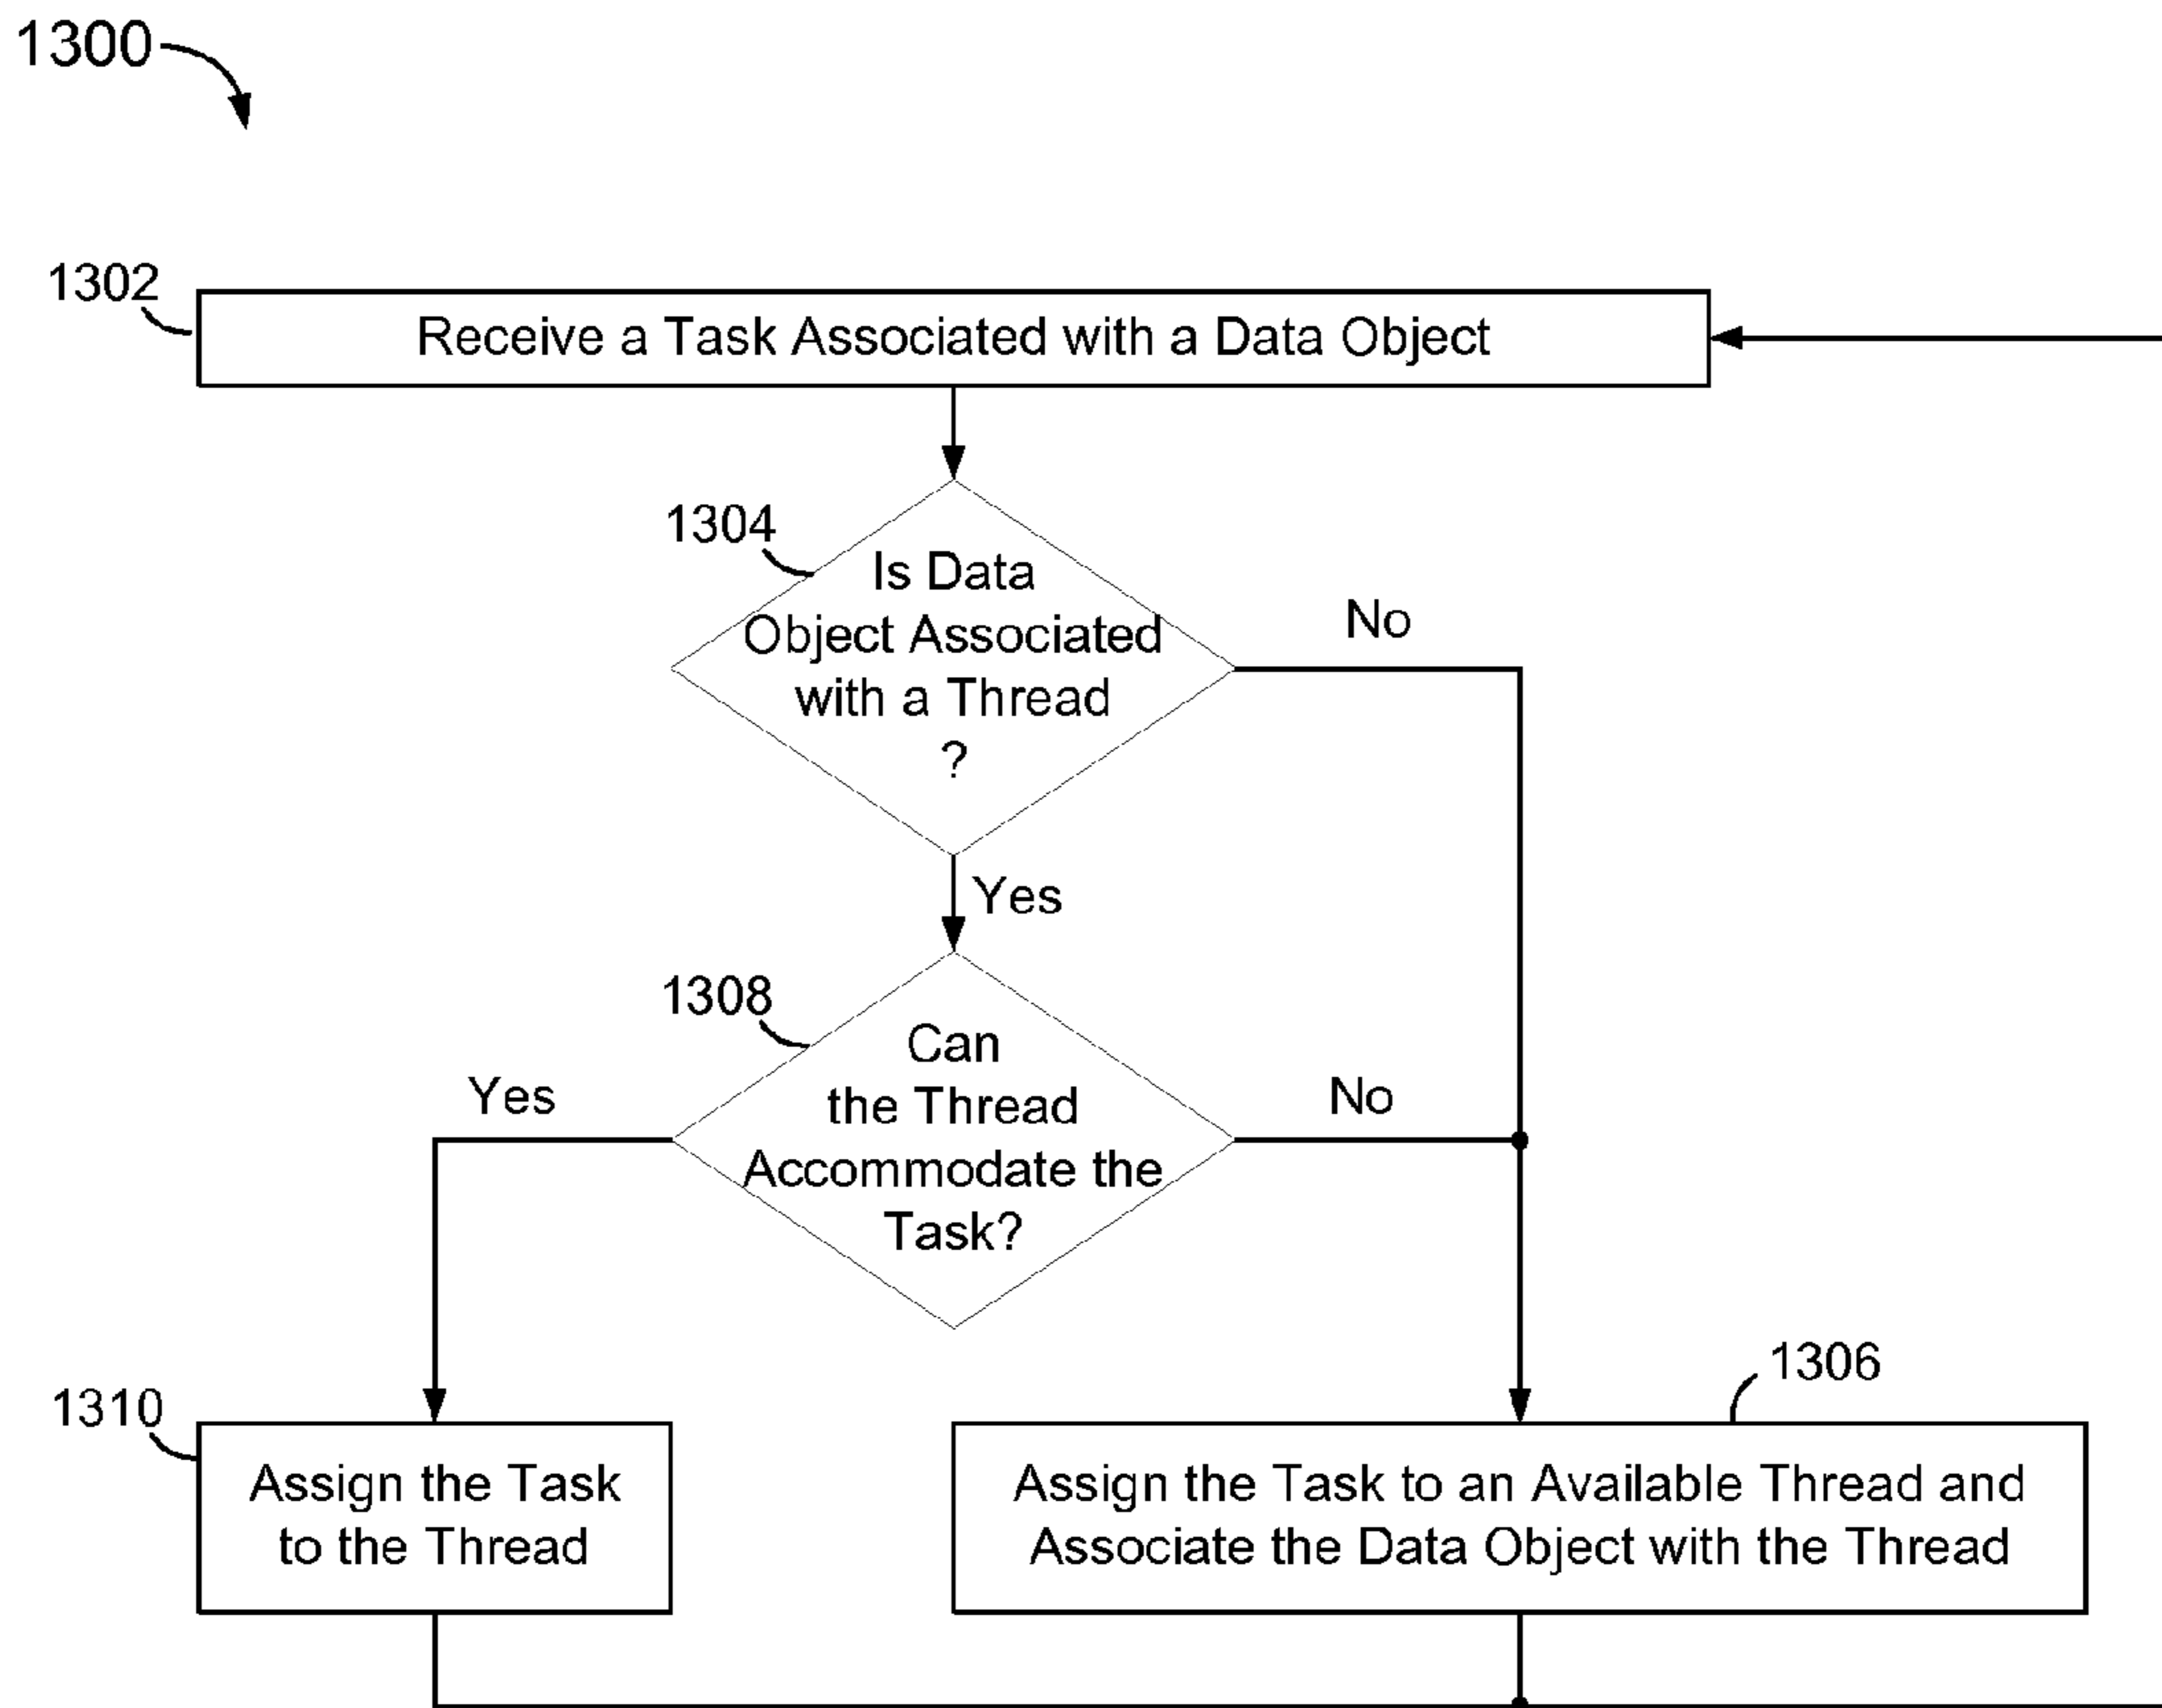 1300
1302
Receive a Task Associated with a Data Object
1304
Is Data
Object Associated
with a Thread
?
No
Yes
1308
Can
the Thread
Accommodate the
Task?
Yes
No
1310
Assign the Task
to the Thread
1306
Assign the Task to an Available Thread and
Associate the Data Object with the Thread